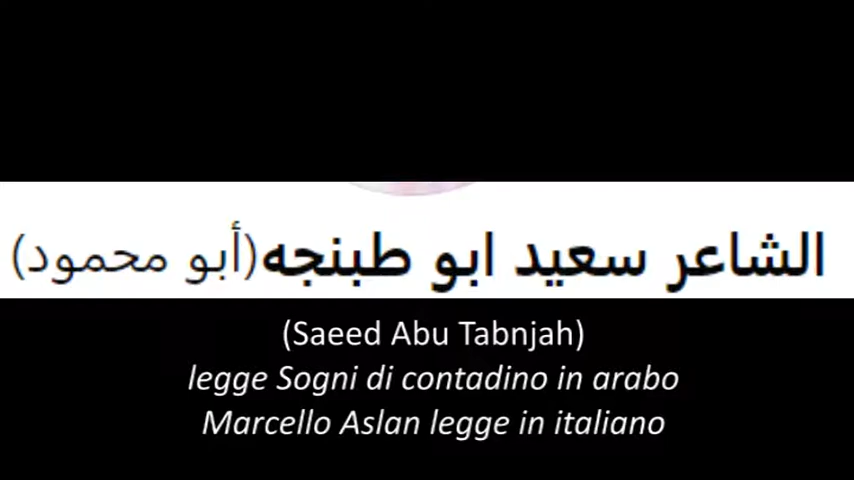 الشاعر سعيد ابو طبنجه(أبو محمود)
(Saeed Abu Tabnjah)
legge Sogni di contadino in arabo
Marcello Aslan legge in italiano